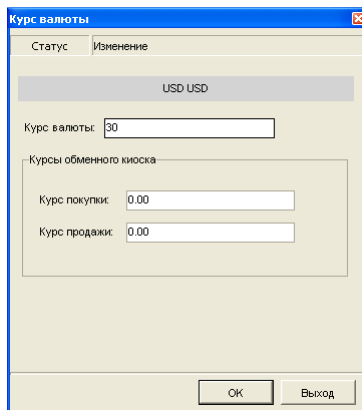 Курс валюты
Статус Изменение
USD USD
Курс валюты: 30
Курсы обменного киоска
Курс покупки: 0.00
Курс продажи: 0.00
OK Выход